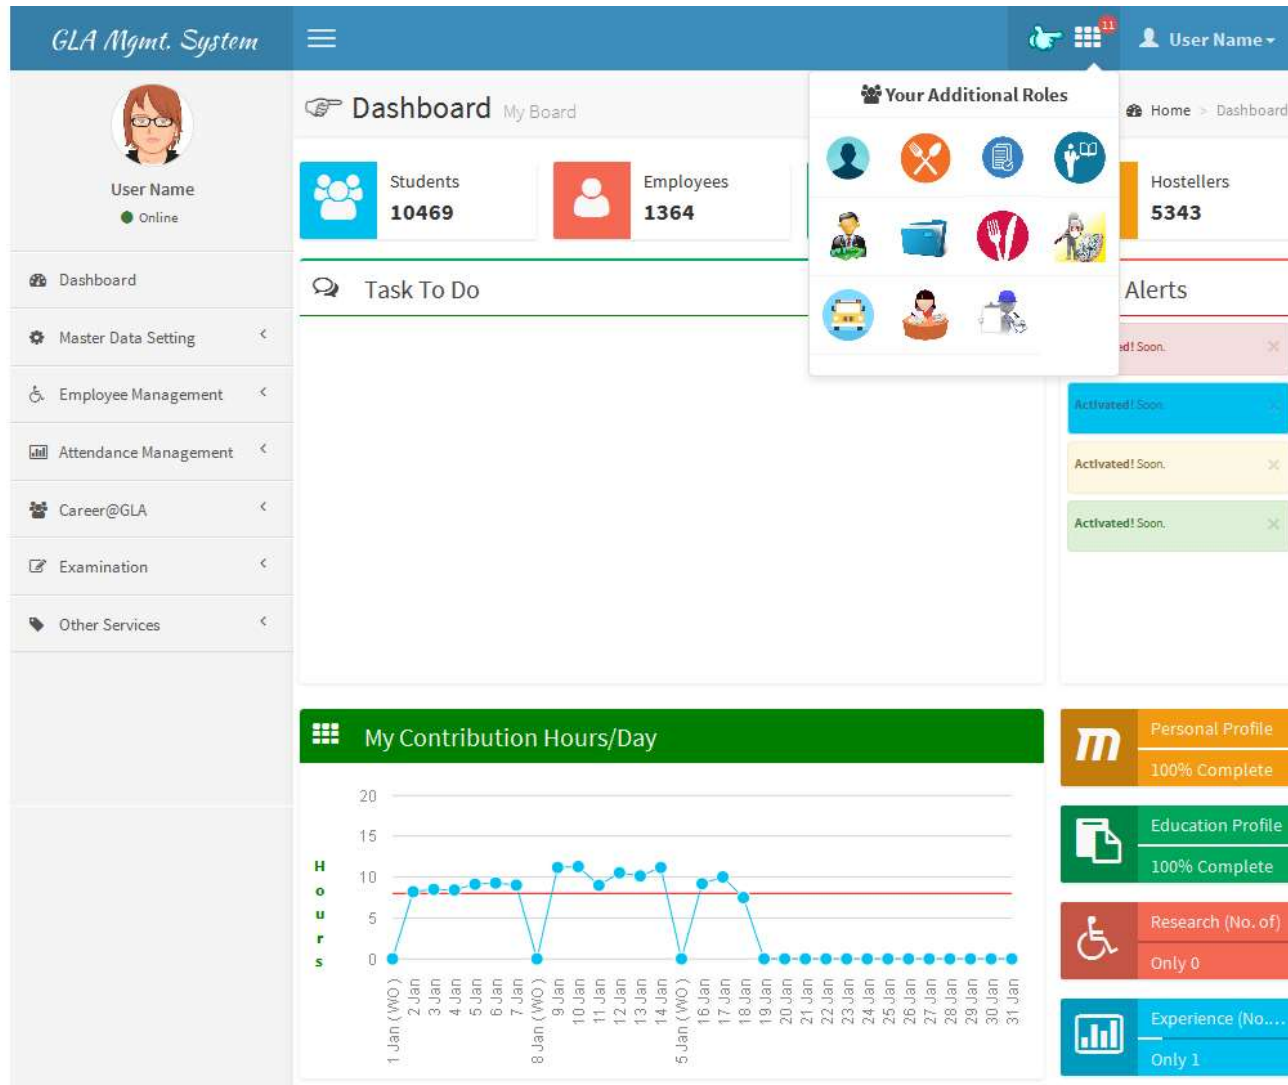 GLA Mgmt. System
11
User Name
User Name
Online
Dashboard
Master Data Setting
Employee Management
Attendance Management
Career@GLA
Examination
Other Services
Dashboard My Board
Home > Dashboard
Your Additional Roles
Students
10469
Employees
1364
Hostellers
5343
Task To Do
Alerts
ed! Soon.
Activated! Soon.
Activated! Soon.
Activated! Soon.
My Contribution Hours/Day
Hours
20
15
10
5
0
1 Jan ( WO )
2 Jan
3 Jan
4 Jan
5 Jan
6 Jan
7 Jan
8 Jan ( WO )
9 Jan
10 Jan
11 Jan
12 Jan
13 Jan
14 Jan
5 Jan ( WO )
16 Jan
17 Jan
18 Jan
19 Jan
20 Jan
21 Jan
22 Jan
23 Jan
24 Jan
25 Jan
26 Jan
27 Jan
28 Jan
29 Jan
30 Jan
31 Jan
Personal Profile
100% Complete
Education Profile
100% Complete
Research (No. of)
Only 0
Experience (No....
Only 1